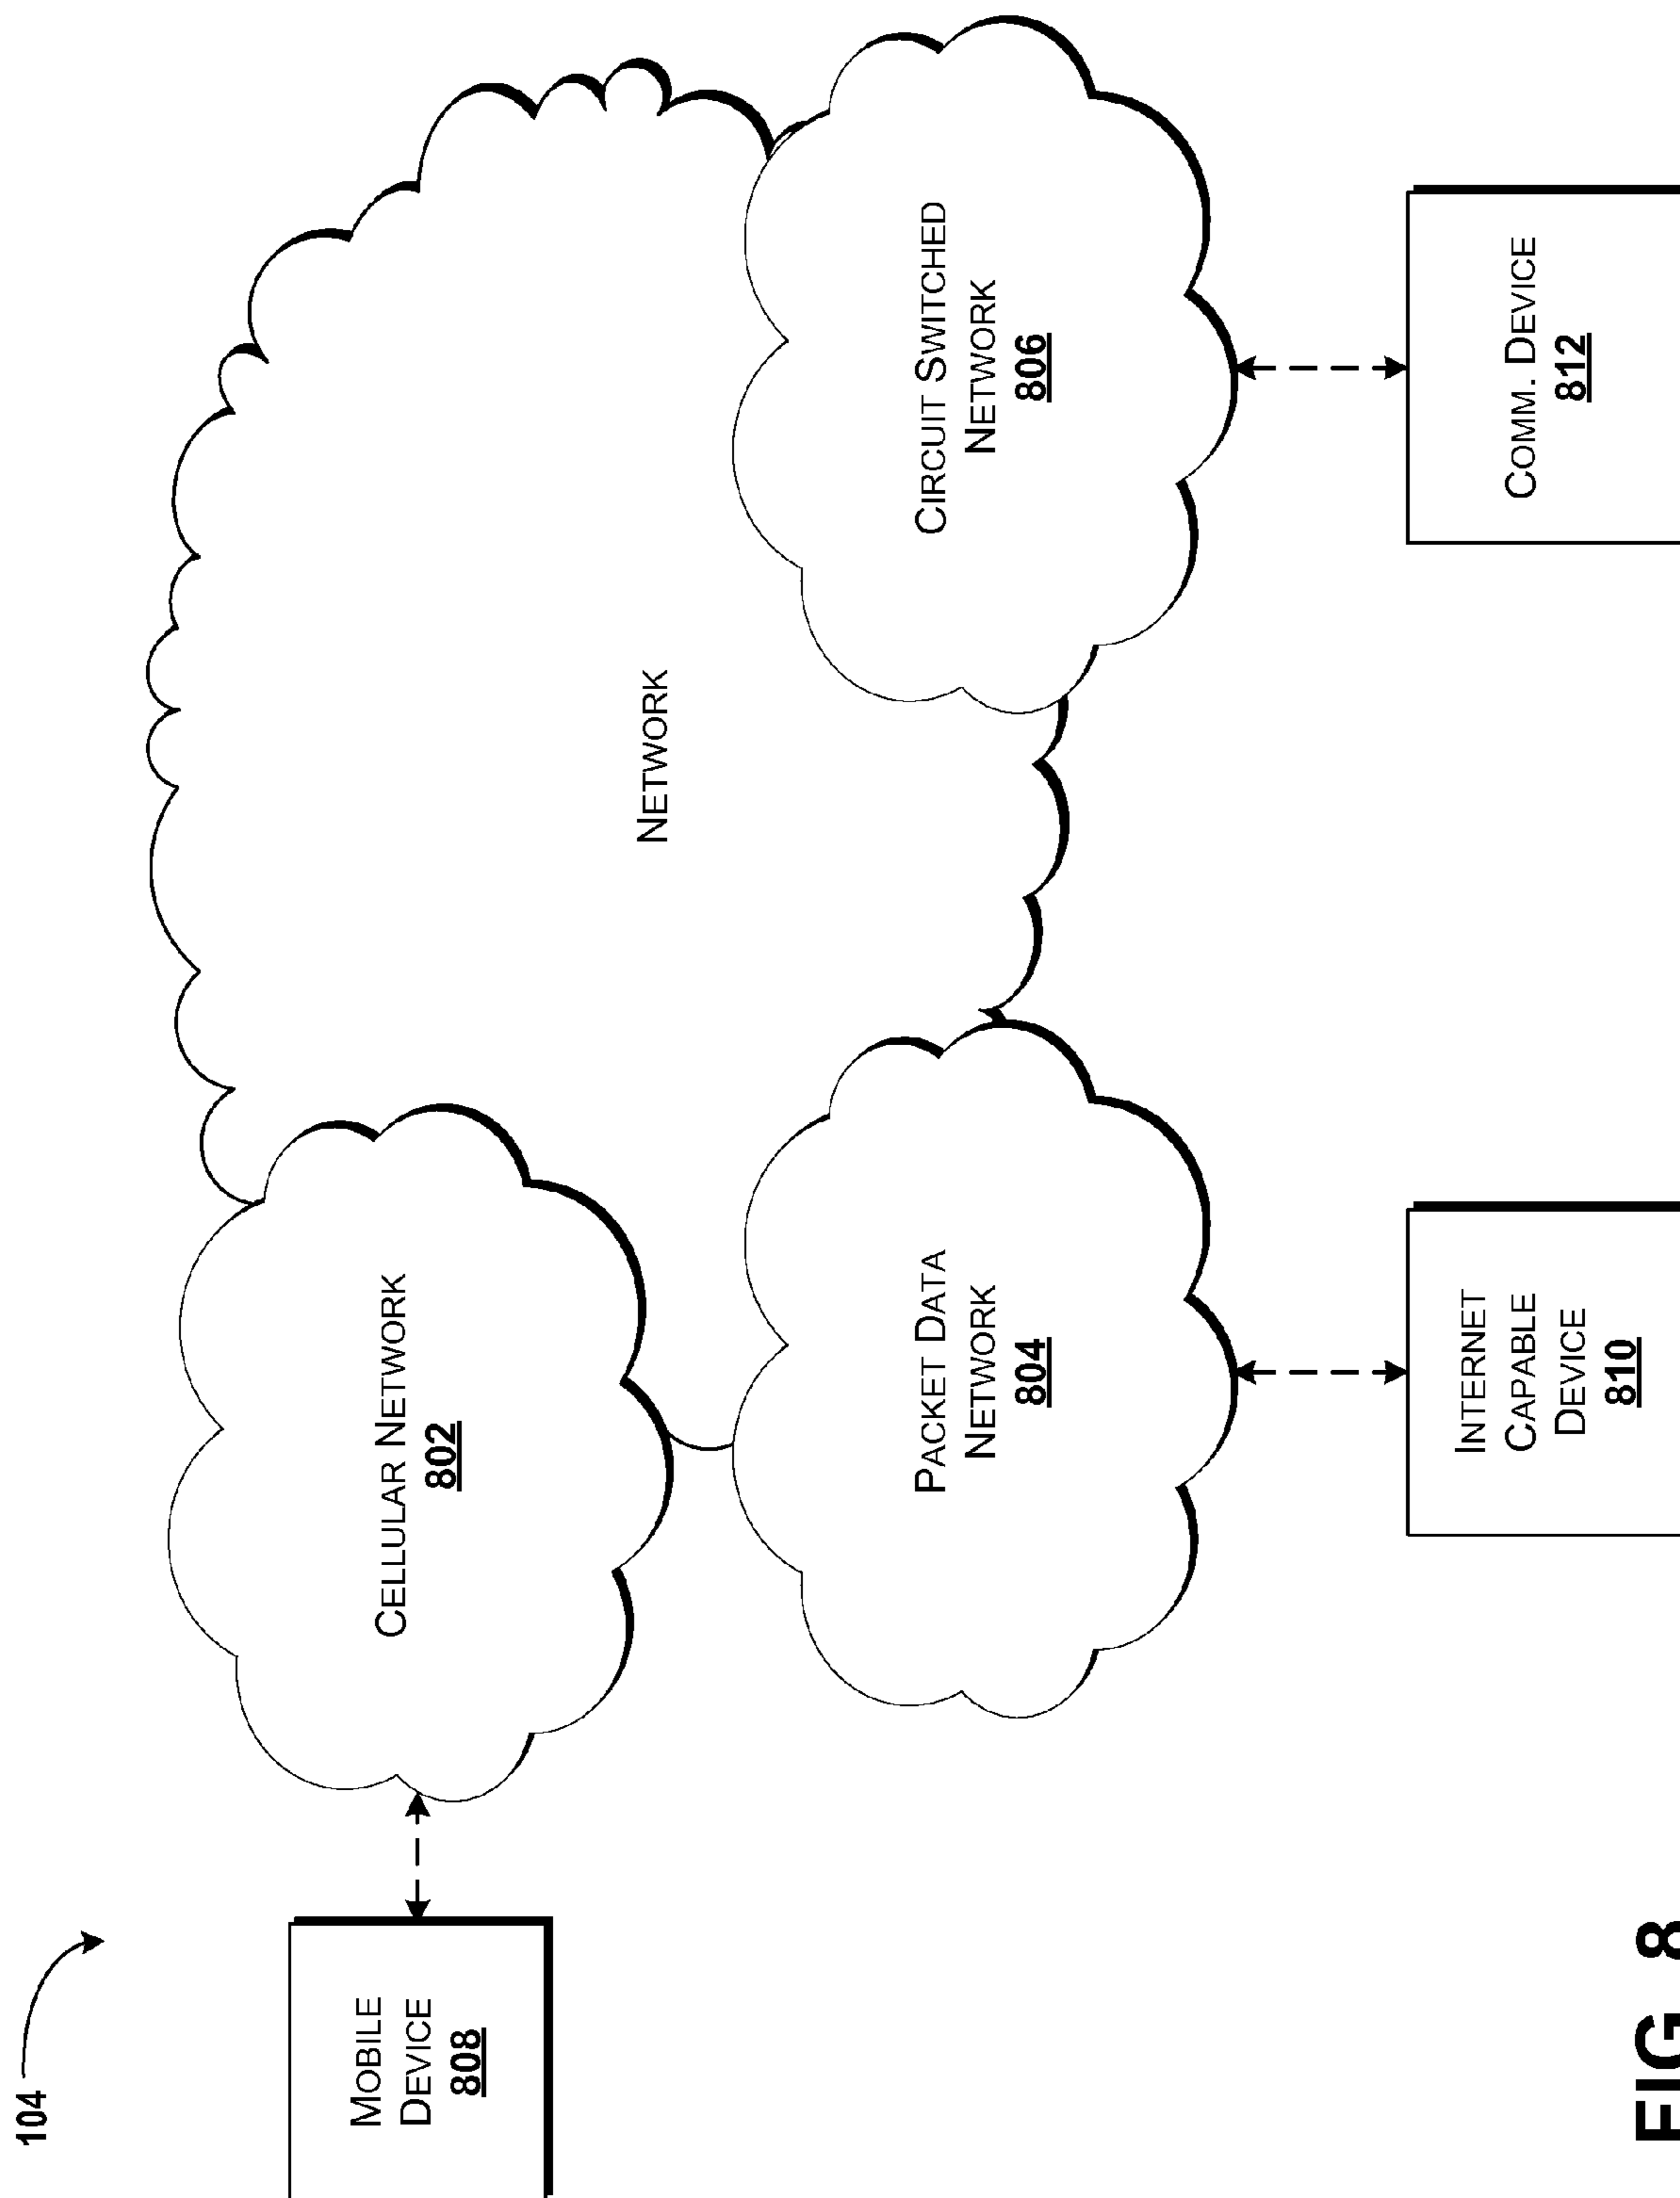 104
MOBILE
DEVICE
808
CELLULAR NETWORK
802
NETWORK
PACKET DATA
NETWORK
804
CIRCUIT SWITCHED
NETWORK
806
INTERNET
CAPABLE
DEVICE
810
COMM. DEVICE
812
FIG. 8